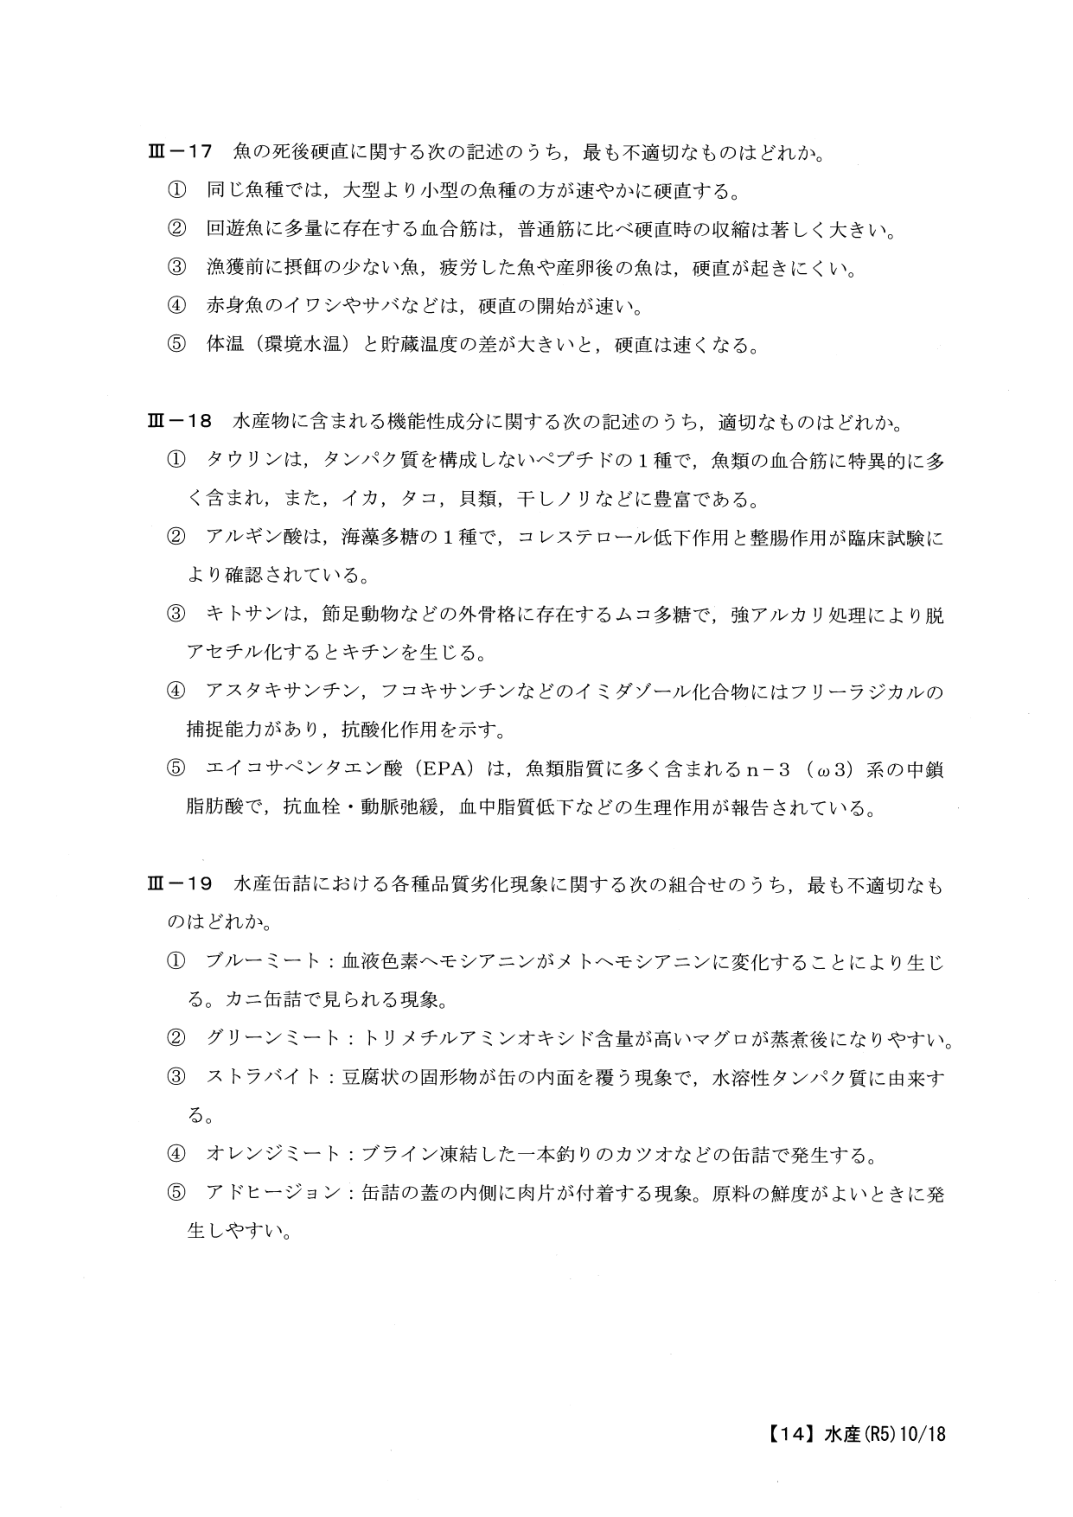 Ⅲ－17　魚の死後硬直に関する次の記述のうち，最も不適切なものはどれか。
①　同じ魚種では，大型より小型の魚種の方が速やかに硬直する。
②　回遊魚に多量に存在する血合筋は，普通筋に比べ硬直時の収縮は著しく大きい。
③　漁獲前に摂餌の少ない魚，疲労した魚や産卵後の魚は，硬直が起きにくい。
④　赤身魚のイワシやサバなどは，硬直の開始が速い。
⑤　体温（環境水温）と貯蔵温度の差が大きいと，硬直は速くなる。
Ⅲ－18　水産物に含まれる機能性成分に関する次の記述のうち，適切なものはどれか。
①　タウリンは，タンパク質を構成しないペプチドの１種で，魚類の血合筋に特異的に多
く含まれ，また，イカ，タコ，貝類，干しノリなどに豊富である。
②　アルギン酸は，海藻多糖の１種で，コレステロール低下作用と整腸作用が臨床試験に
より確認されている。
③　キトサンは，節足動物などの外骨格に存在するムコ多糖で，強アルカリ処理により脱
アセチル化するとキチンを生じる。
④　アスタキサンチン，フコキサンチンなどのイミダゾール化合物にはフリーラジカルの
捕捉能力があり，抗酸化作用を示す。
⑤　エイコサペンタエン酸（EPA）は，魚類脂質に多く含まれるｎ－３（ω３）系の中鎖
脂肪酸で，抗血栓・動脈弛緩，血中脂質低下などの生理作用が報告されている。
Ⅲ－19　水産缶詰における各種品質劣化現象に関する次の組合せのうち，最も不適切なも
のはどれか。
①　ブルーミート：血液色素ヘモシアニンがメトヘモシアニンに変化することにより生じ
る。カニ缶詰で見られる現象。
②　グリーンミート：トリメチルアミンオキシド含量が高いマグロが蒸煮後になりやすい。
③　ストラバイト：豆腐状の固形物が缶の内面を覆う現象で，水溶性タンパク質に由来す
る。
④　オレンジミート：ブライン凍結した一本釣りのカツオなどの缶詰で発生する。
⑤　アドヒージョン：缶詰の蓋の内側に肉片が付着する現象。原料の鮮度がよいときに発
生しやすい。
【14】水産(R5)10/18